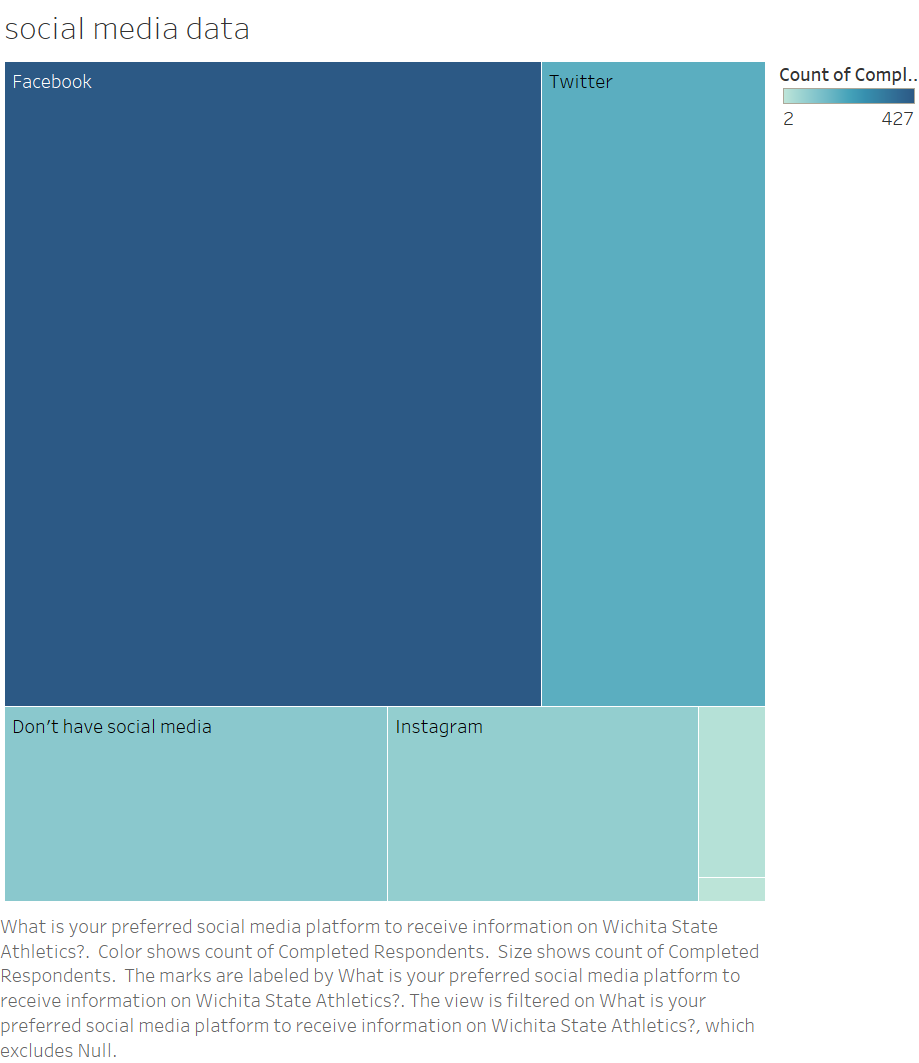 social media data
Facebook
Twitter
Count of Compl..
2
427
Don't have social media
Instagram
What is your preferred social media platform to receive information on Wichita State
Athletics?.  Color shows count of Completed Respondents.  Size shows count of Completed
Respondents.  The marks are labeled by What is your preferred social media platform to
receive information on Wichita State Athletics?. The view is filtered on What is your
preferred social media platform to receive information on Wichita State Athletics?, which
excludes Null.